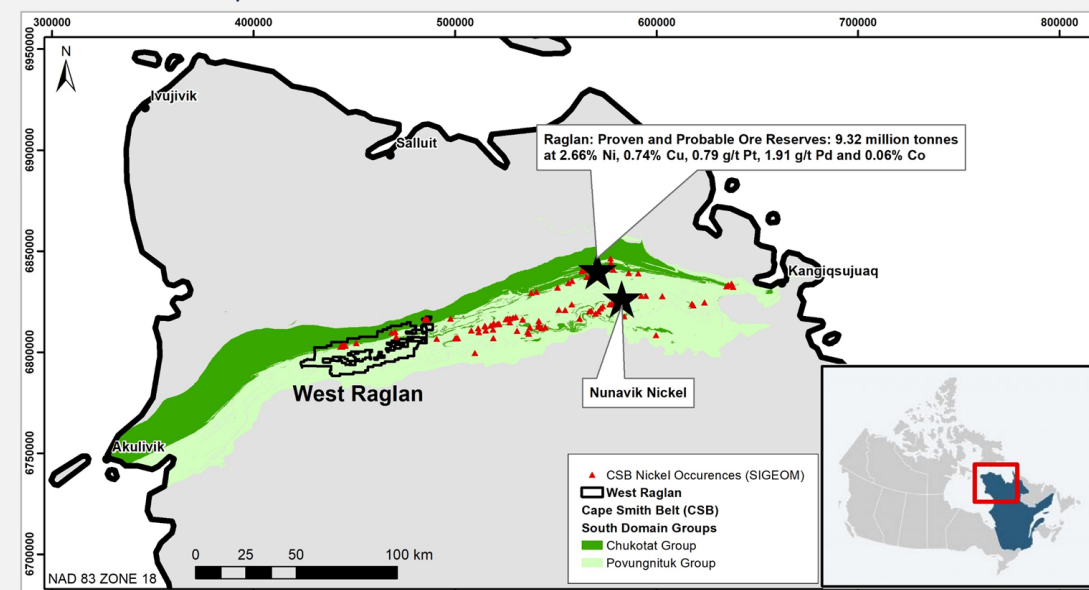 300000
400000
500000
600000
700000
800000
6950000
6900000
6850000
6800000
6750000
6700000
N
Ivujivik
Salluit
Raglan: Proven and Probable Ore Reserves: 9.32 million tonnes
at 2.66% Ni, 0.74% Cu, 0.79 g/t Pt, 1.91 g/t Pd and 0.06% Co
Kangiqsujuaq
West Raglan
Nunavik Nickel
Akulivik
CSB Nickel Occurences (SIGEOM)
West Raglan
Cape Smith Belt (CSB)
South Domain Groups
Chukotat Group
Povungnituk Group
0 25 50 100 km
NAD 83 ZONE 18